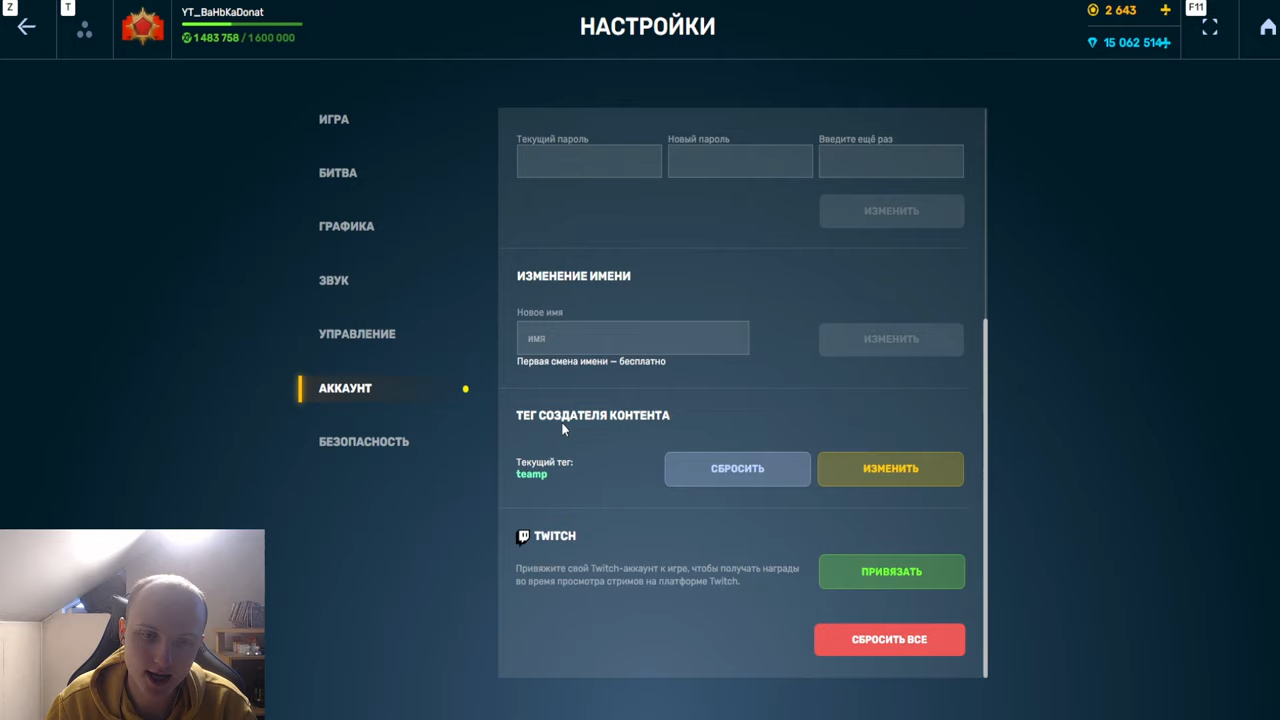 Z
T
YT_BaHbKaDonat
1 483 758 / 1 600 000
НАСТРОЙКИ
2 643
15 062 514
F11
ИГРА
БИТВА
ГРАФИКА
ЗВУК
УПРАВЛЕНИЕ
АККАУНТ
БЕЗОПАСНОСТЬ
Текущий пароль
Новый пароль
Введите ещё раз
ИЗМЕНИТЬ
ИЗМЕНЕНИЕ ИМЕНИ
Новое имя
имя
ИЗМЕНИТЬ
Первая смена имени — бесплатно
ТЕГ СОЗДАТЕЛЯ КОНТЕНТА
Текущий тег:
teamp
СБРОСИТЬ
ИЗМЕНИТЬ
TWITCH
Привяжите свой Twitch-аккаунт к игре, чтобы получать награды
во время просмотра стримов на платформе Twitch.
ПРИВЯЗАТЬ
СБРОСИТЬ ВСЕ